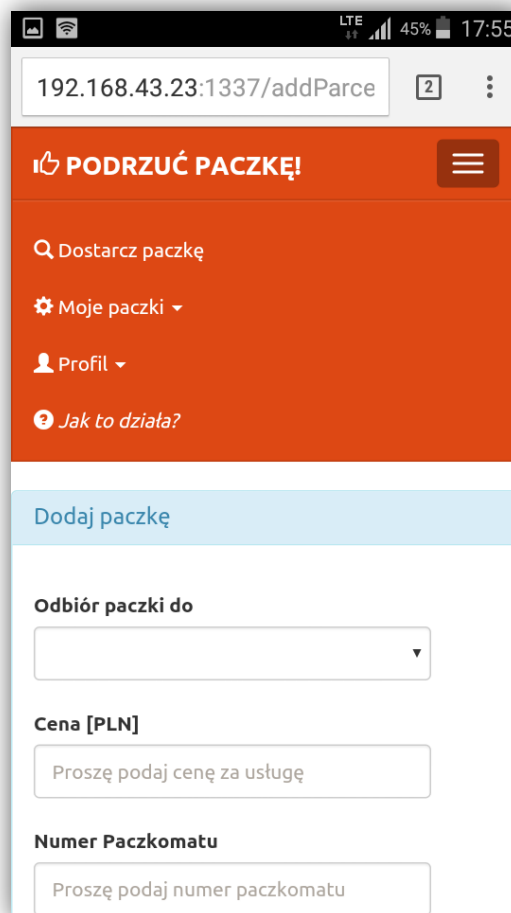 LTE 45% 17:55
192.168.43.23:1337/addParce
2
PODRZUĆ PACZKĘ!
Dostarcz paczkę
Moje paczki
Profil
Jak to działa?
Dodaj paczkę
Odbiór paczki do
Cena [PLN]
Proszę podaj cenę za usługę
Numer Paczkomatu
Proszę podaj numer paczkomatu